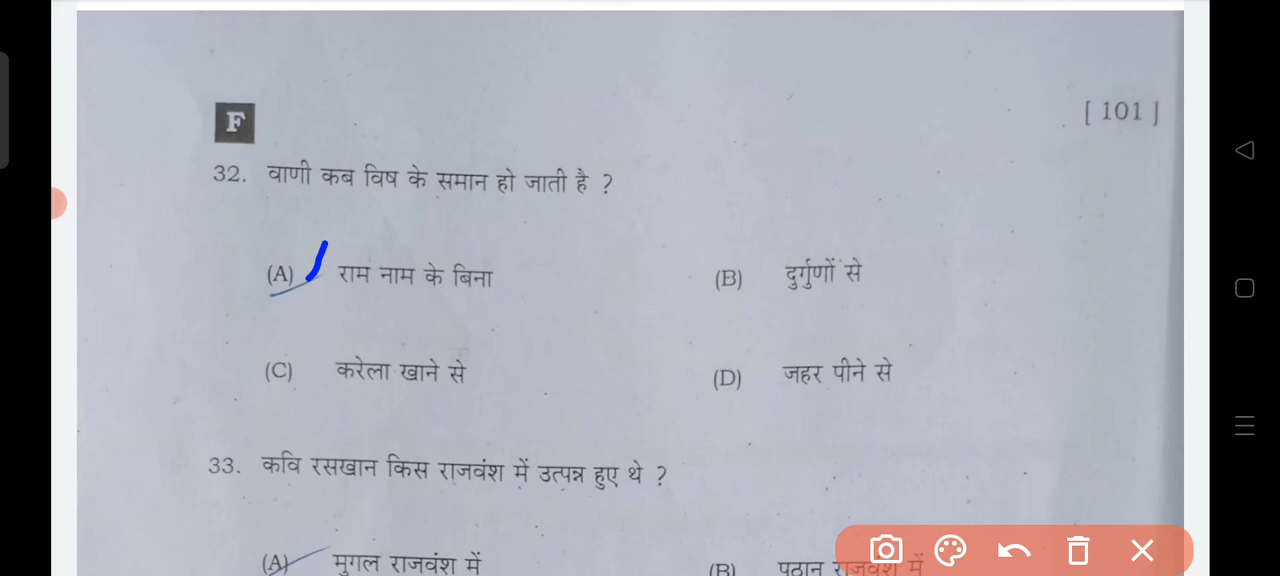 F
[ 101 ]
32. वाणी कब विष के समान हो जाती है ?
(A) राम नाम के बिना
(B) दुर्गुणों से
(C) करेला खाने से
(D) जहर पीने से
33. कवि रसखान किस राजवंश में उत्पन्न हुए थे ?
(A) मुगल राजवंश में
(B) पठान राजवंश में